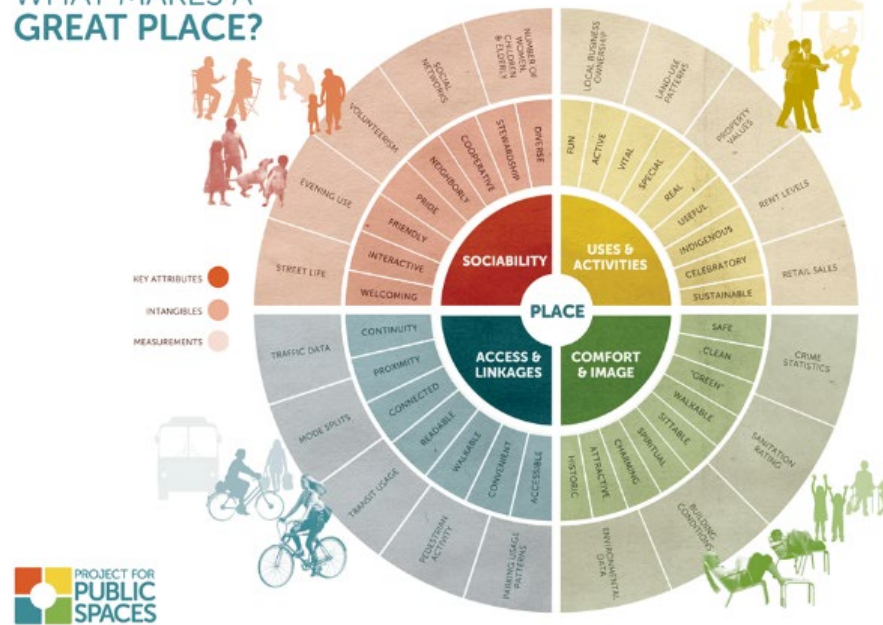 WHAT MAKES A
GREAT PLACE?
KEY ATTRIBUTES
INTANGIBLES
MEASUREMENTS
PLACE
SOCIABILITY
USES &
ACTIVITIES
ACCESS &
LINKAGES
COMFORT
& IMAGE
DIVERSE
STEWARDSHIP
COOPERATIVE
NEIGHBORLY
PRIDE
FRIENDLY
INTERACTIVE
WELCOMING
NUMBER OF
WOMEN,
CHILDREN
& ELDERLY
SOCIAL
NETWORKS
VOLUNTEERISM
EVENING USE
STREET LIFE
FUN
ACTIVE
VITAL
SPECIAL
REAL
USEFUL
INDIGENOUS
CELEBRATORY
SUSTAINABLE
LOCAL BUSINESS
OWNERSHIP
LAND-USE
PATTERNS
PROPERTY
VALUES
RENT LEVELS
RETAIL SALES
CONTINUITY
PROXIMITY
CONNECTED
READABLE
WALKABLE
CONVENIENT
ACCESSIBLE
TRAFFIC DATA
MODE SPLITS
TRANSIT USAGE
PEDESTRIAN
ACTIVITY
PARKING USAGE
PATTERNS
SAFE
CLEAN
"GREEN"
WALKABLE
SITTABLE
SPIRITUAL
CHARMING
ATTRACTIVE
HISTORIC
CRIME
STATISTICS
SANITATION
RATING
BUILDING
CONDITIONS
ENVIRONMENTAL
DATA
PROJECT FOR
PUBLIC
SPACES